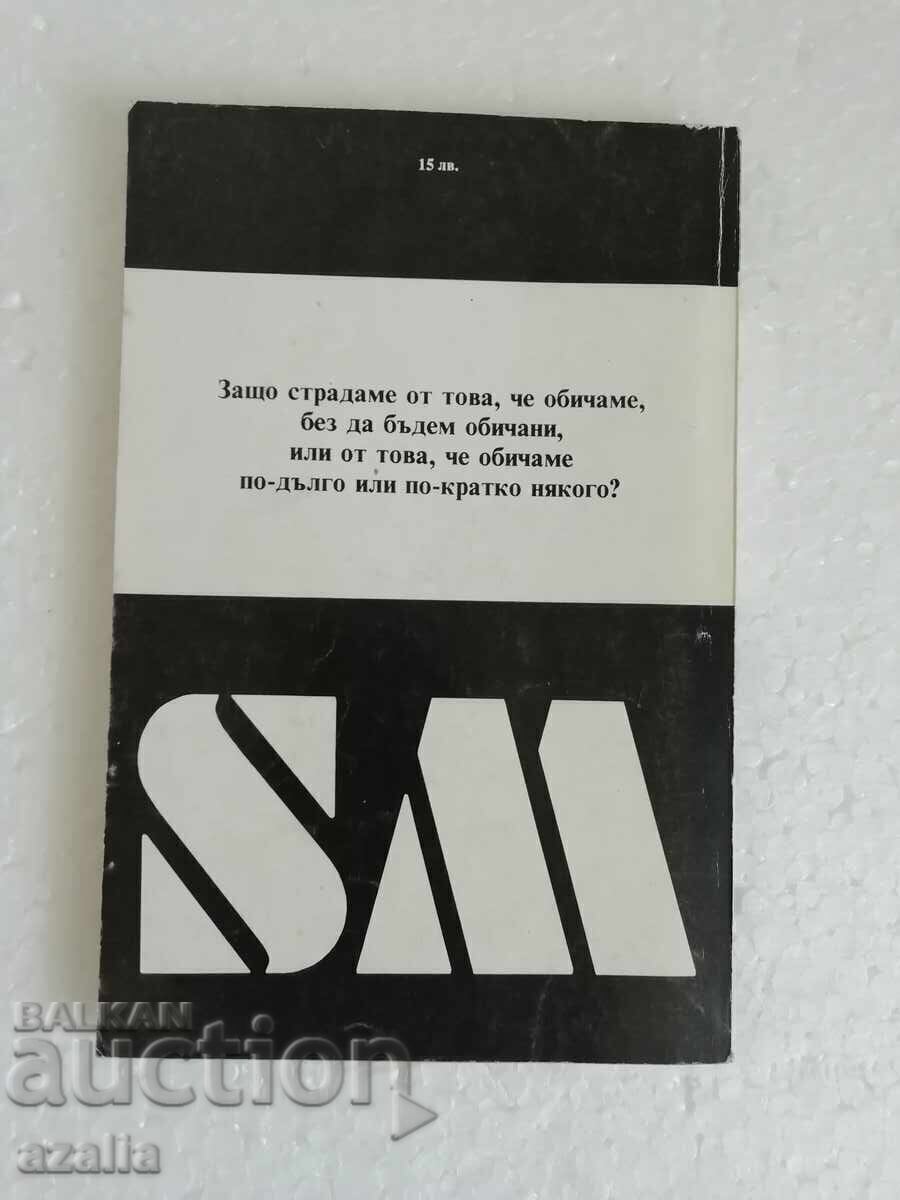 15 лв.
Защо страдаме от това, че обичаме,
без да бъдем обичани,
или от това, че обичаме
по-дълго или по-кратко някого?
SM
BALKAN
auction
azalia